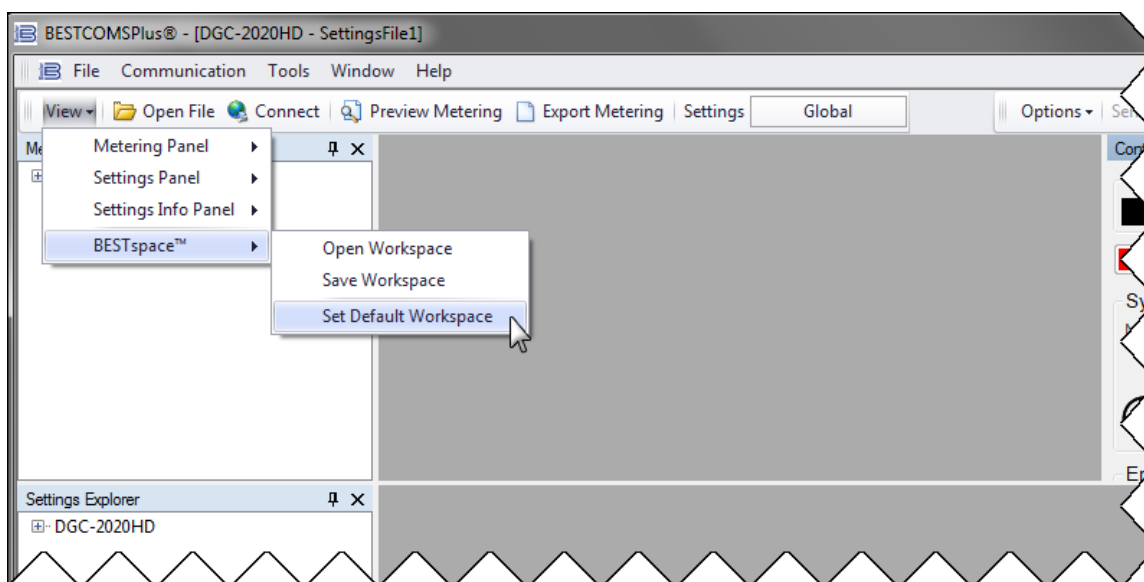 BESTCOMSPlus® - [DGC-2020HD - SettingsFile1]
File Communication Tools Window Help
View Open File Connect Preview Metering Export Metering Settings Global Options
Metering Panel
Settings Panel
Settings Info Panel
BESTspace™
Open Workspace
Save Workspace
Set Default Workspace
Settings Explorer
DGC-2020HD